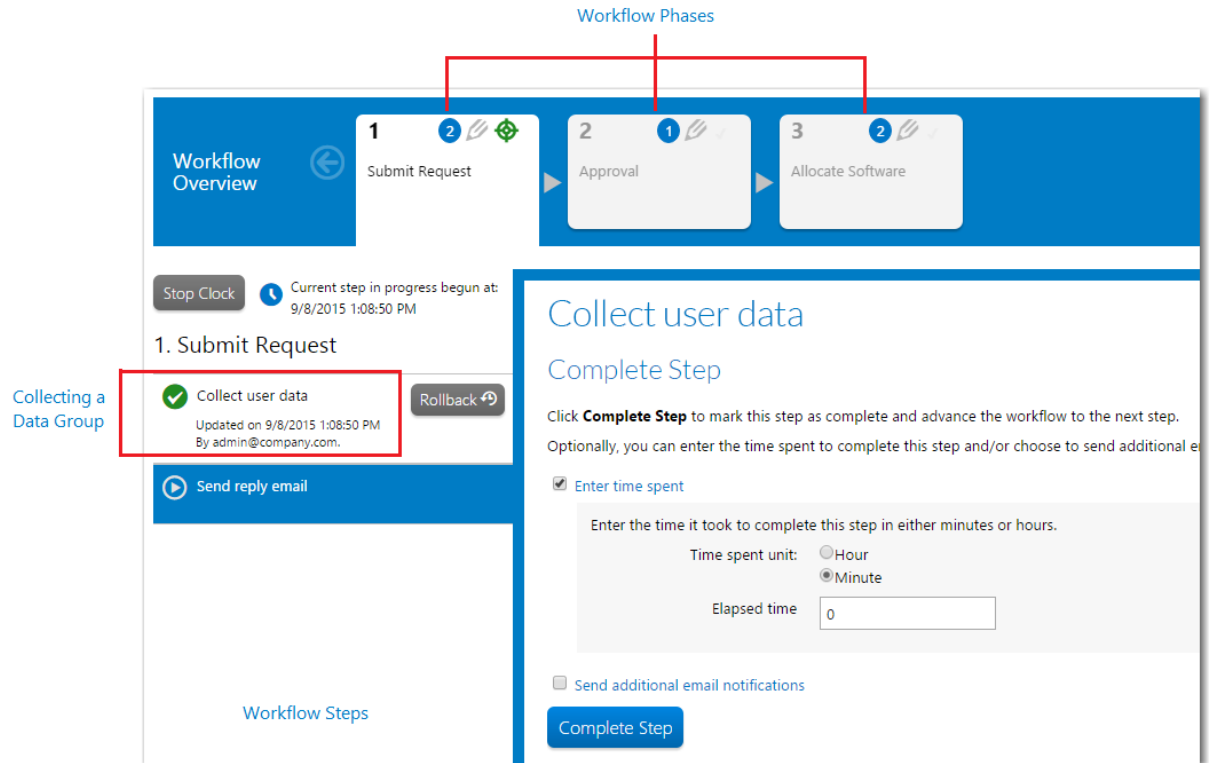 Workflow Phases
Workflow
Overview
1
2
Submit Request
2
1
Approval
3
2
Allocate Software
Stop Clock
Current step in progress begun at:
9/8/2015 1:08:50 PM
1. Submit Request
Collecting a
Data Group
Collect user data
Updated on 9/8/2015 1:08:50 PM
By admin@company.com.
Rollback
Send reply email
Workflow Steps
Collect user data
Complete Step
Click Complete Step to mark this step as complete and advance the workflow to the next step.
Optionally, you can enter the time spent to complete this step and/or choose to send additional e
Enter time spent
Enter the time it took to complete this step in either minutes or hours.
Time spent unit:
Hour
Minute
Elapsed time
0
Send additional email notifications
Complete Step